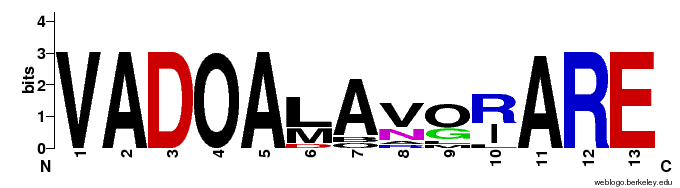 4
3
bits
2
1
0
VADOALAVORARE
MANGI
N 1 2 3 4 5 6 7 8 9 10 11 12 13 C
weblogo.berkeley.edu